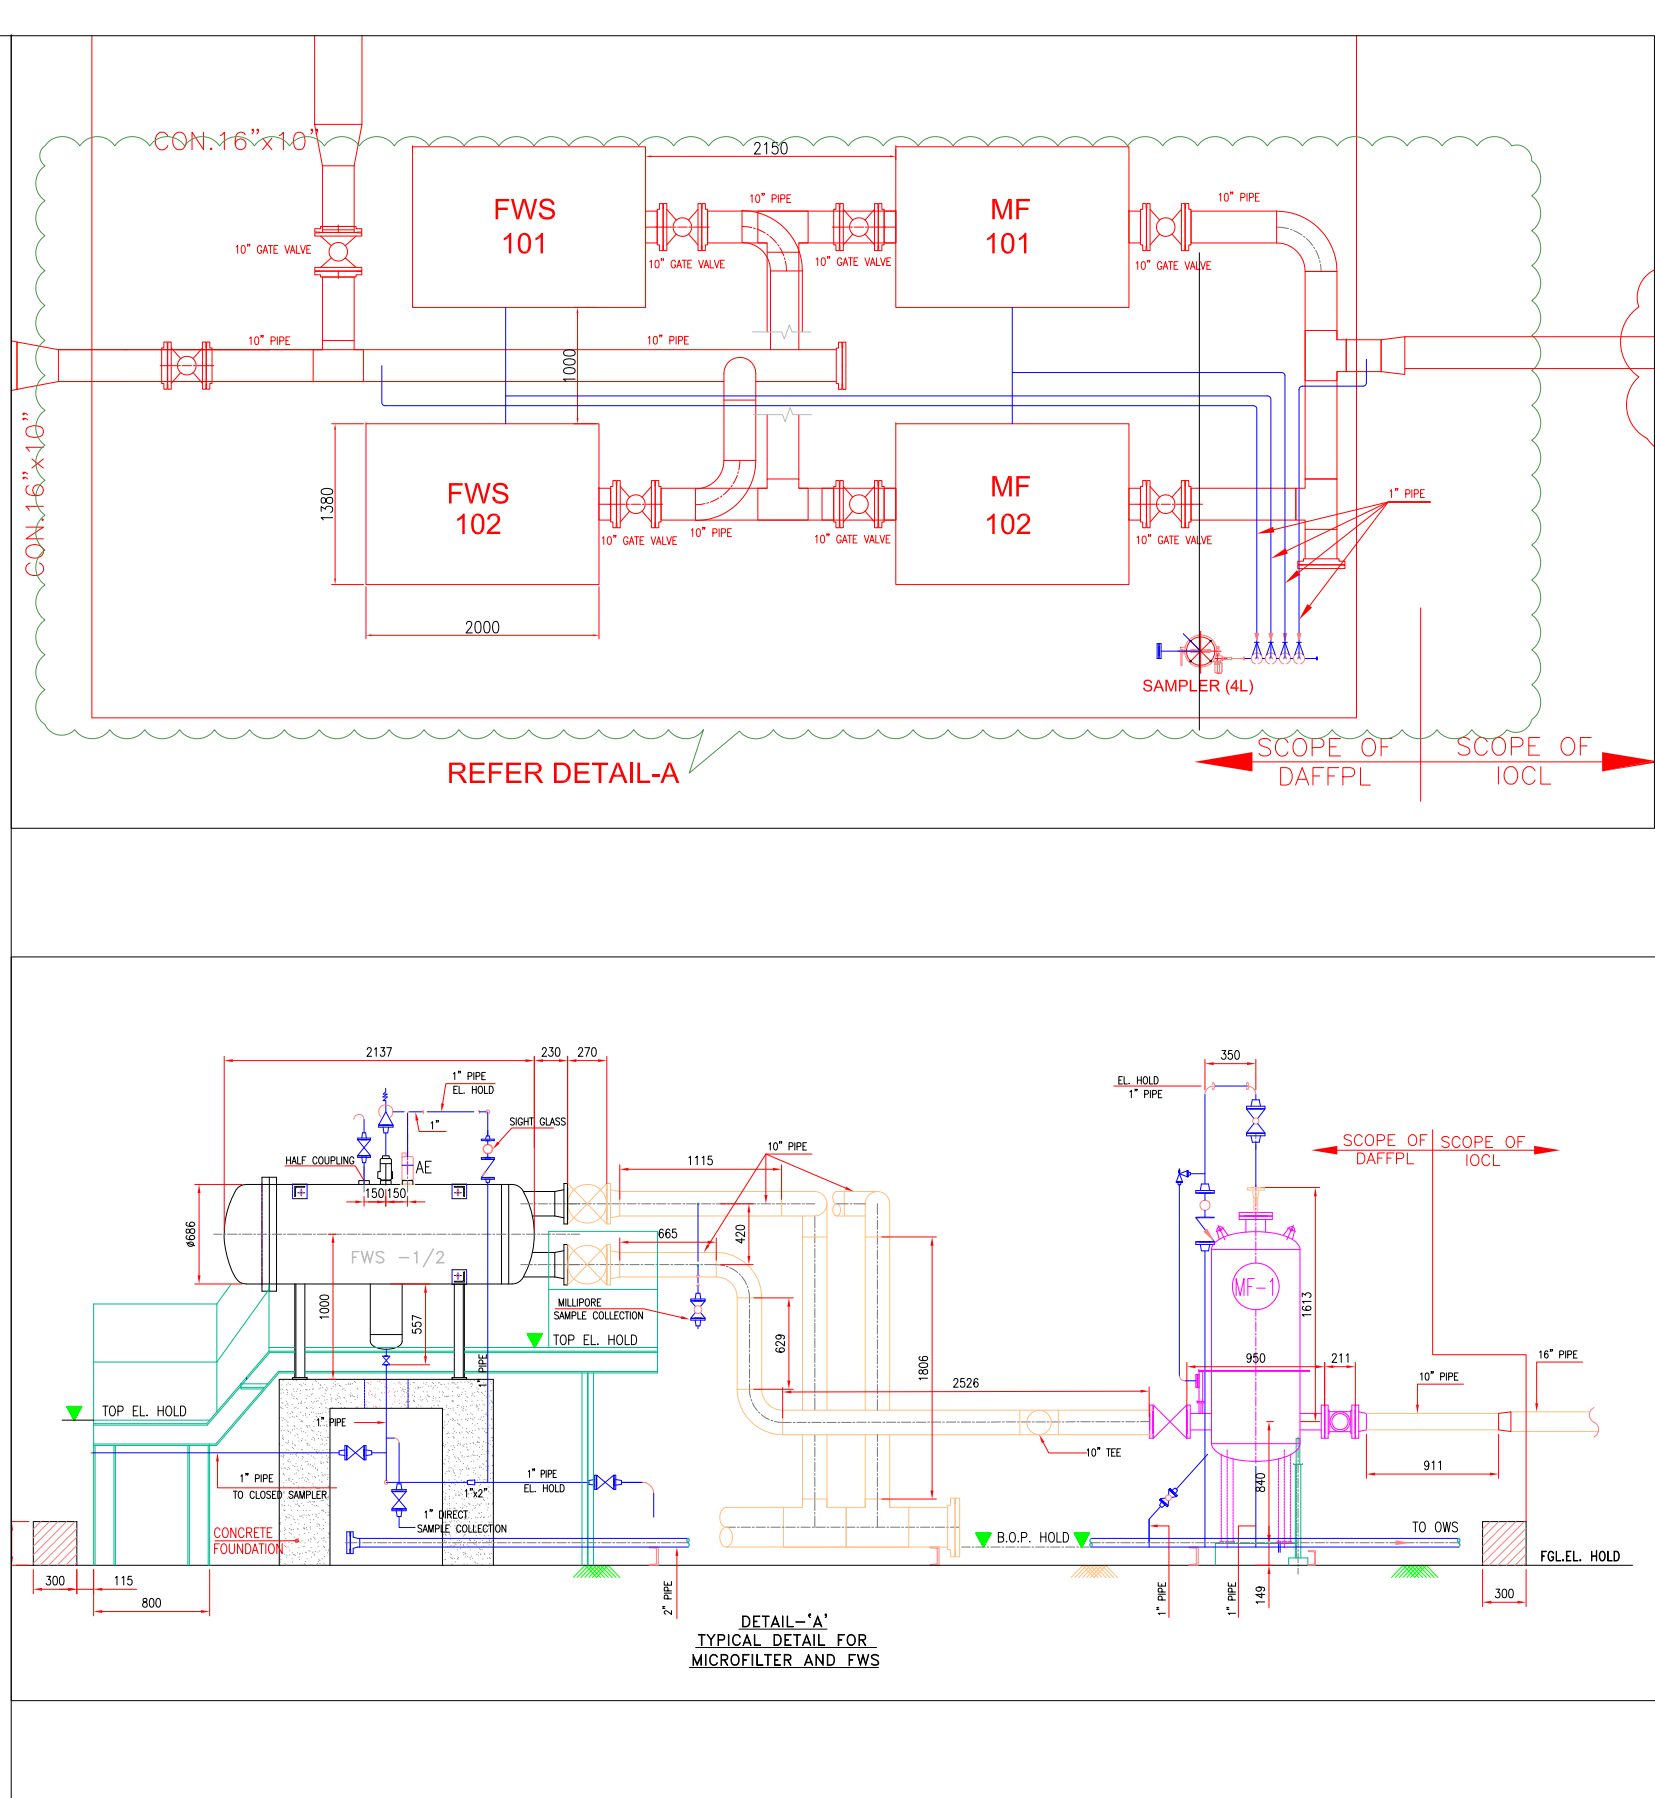 CON.16"x10"
2150
FWS
101
MF
101
10" PIPE
10" PIPE
10" GATE VALVE
10" GATE VALVE
10" GATE VALVE
10" GATE VALVE
10" PIPE
10" PIPE
1000
CON.16"x10"
1380
FWS
102
MF
102
1" PIPE
10" GATE VALVE
10" PIPE
10" GATE VALVE
10" GATE VALVE
2000
SAMPLER (4L)
REFER DETAIL-A
SCOPE OF
DAFFPL
SCOPE OF
IOCL
2137
230
270
350
1" PIPE
EL. HOLD
EL. HOLD
1" PIPE
1"
SIGHT GLASS
10" PIPE
SCOPE OF
DAFFPL
SCOPE OF
IOCL
HALF COUPLING
AE
1115
150
150
ø686
420
665
FWS -1/2
1000
557
MF-1
1613
MILLIPORE
SAMPLE COLLECTION
629
TOP EL. HOLD
1806
1" PIPE
950
211
16" PIPE
2526
10" PIPE
TOP EL. HOLD
1" PIPE
10" TEE
911
840
1" PIPE
TO CLOSED SAMPLER
1"x2"
1" PIPE
EL. HOLD
1" DIRECT
SAMPLE COLLECTION
CONCRETE
FOUNDATION
B.O.P. HOLD
TO OWS
FGL.EL. HOLD
300
115
800
2" PIPE
1" PIPE
1" PIPE
149
300
DETAIL-'A'
TYPICAL DETAIL FOR
MICROFILTER AND FWS